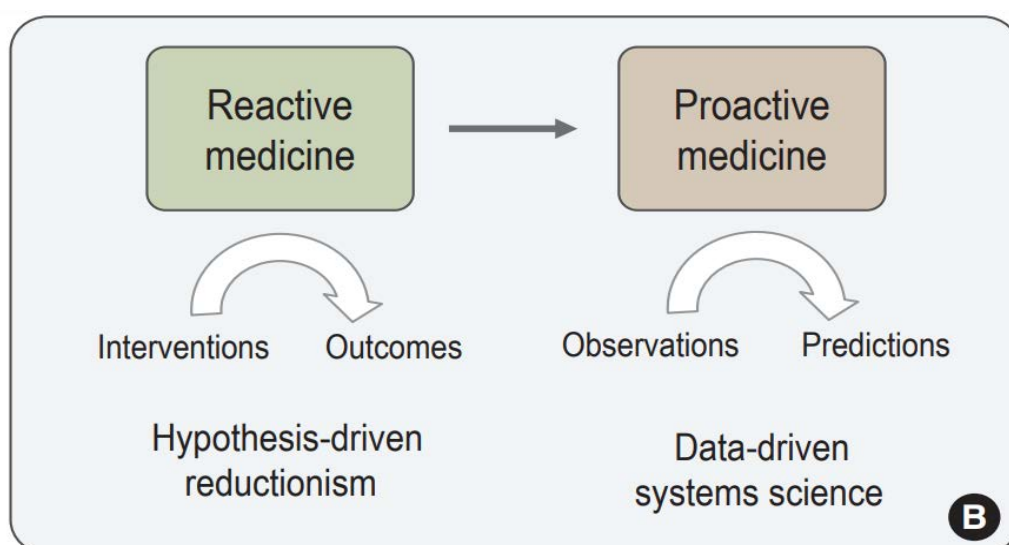 Reactive
medicine
Proactive
medicine
Interventions
Outcomes
Observations
Predictions
Hypothesis-driven
reductionism
Data-driven
systems science
B